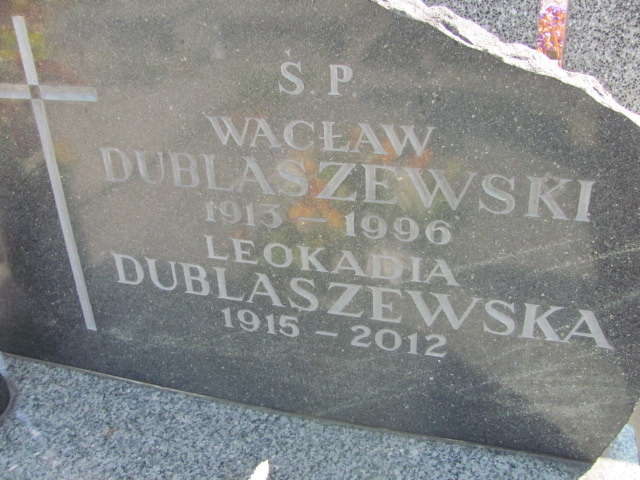 Ś. P.
WACŁAW
DUBLASZEWSKI
1913 – 1996
LEOKADIA
DUBLASZEWSKA
1915 – 2012